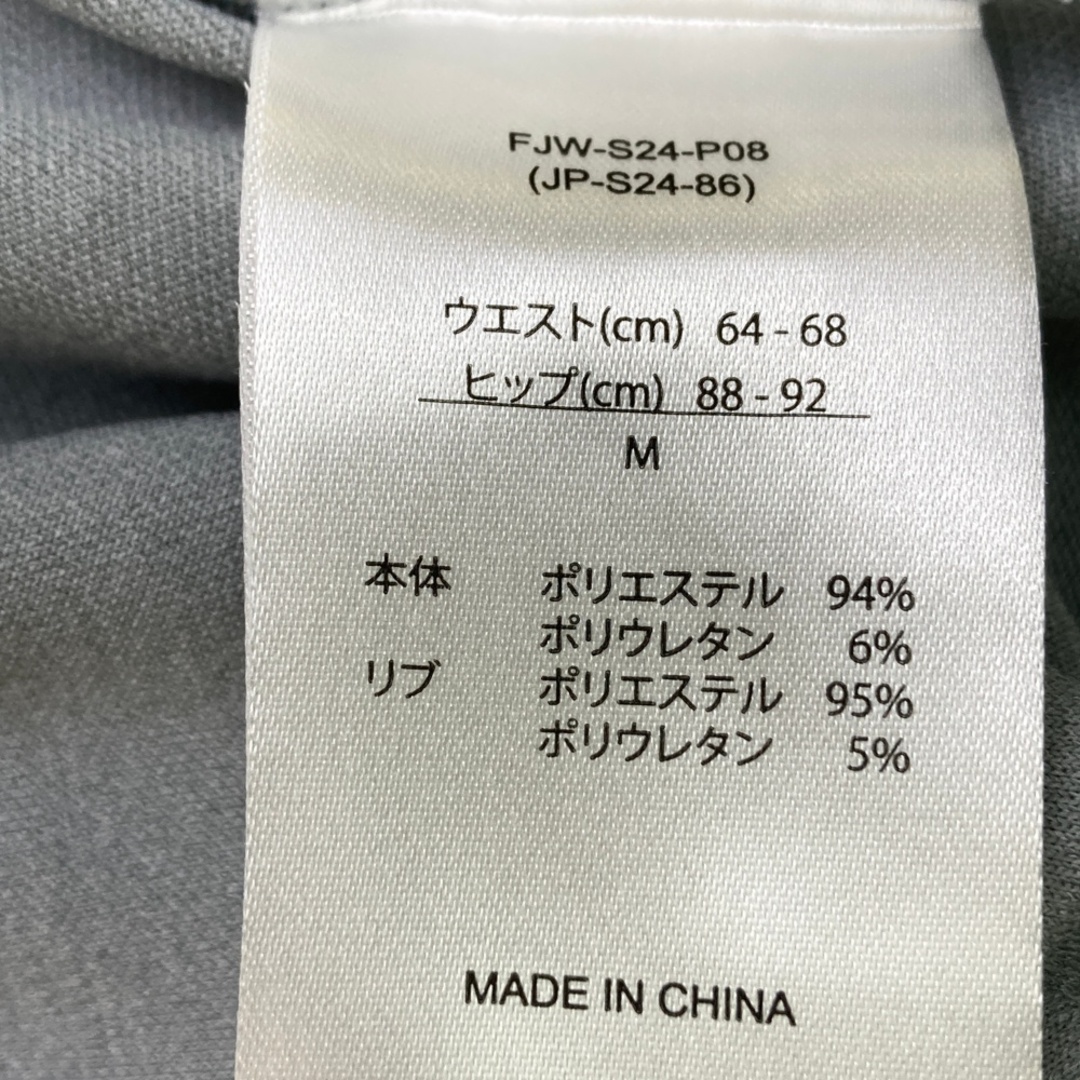 FJW-S24-P08
(JP-S24-86)
ウエスト(cm) 64 - 68
ヒップ(cm) 88 - 92
M
本体 ポリエステル 94%
ポリウレタン 6%
リブ ポリエステル 95%
ポリウレタン 5%
MADE IN CHINA